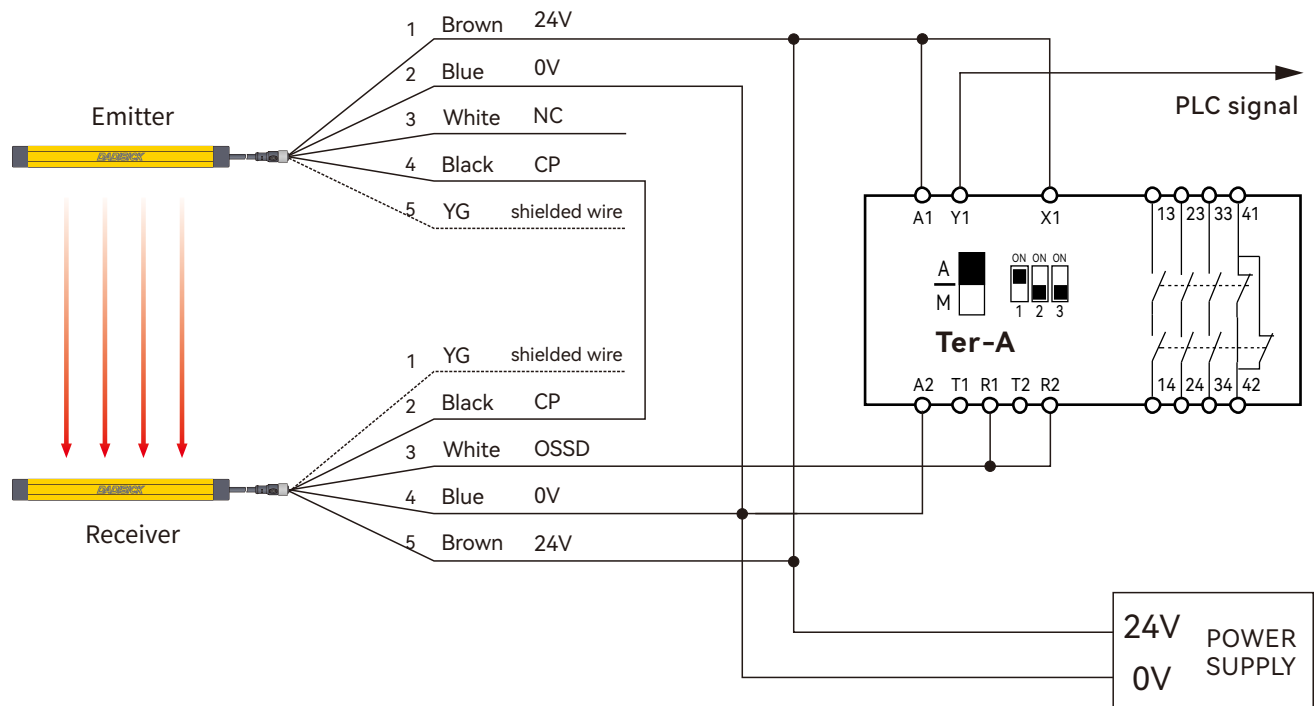 1 Brown 24V
2 Blue 0V
3 White NC
4 Black CP
5 YG shielded wire
Emitter
DADISICK
PLC signal
A1 Y1 X1 13 23 33 41
A
M
ON ON ON
1 2 3
Ter-A
A2 T1 R1 T2 R2 14 24 34 42
1 YG shielded wire
2 Black CP
3 White OSSD
4 Blue 0V
5 Brown 24V
DADISICK
Receiver
24V
0V
POWER
SUPPLY